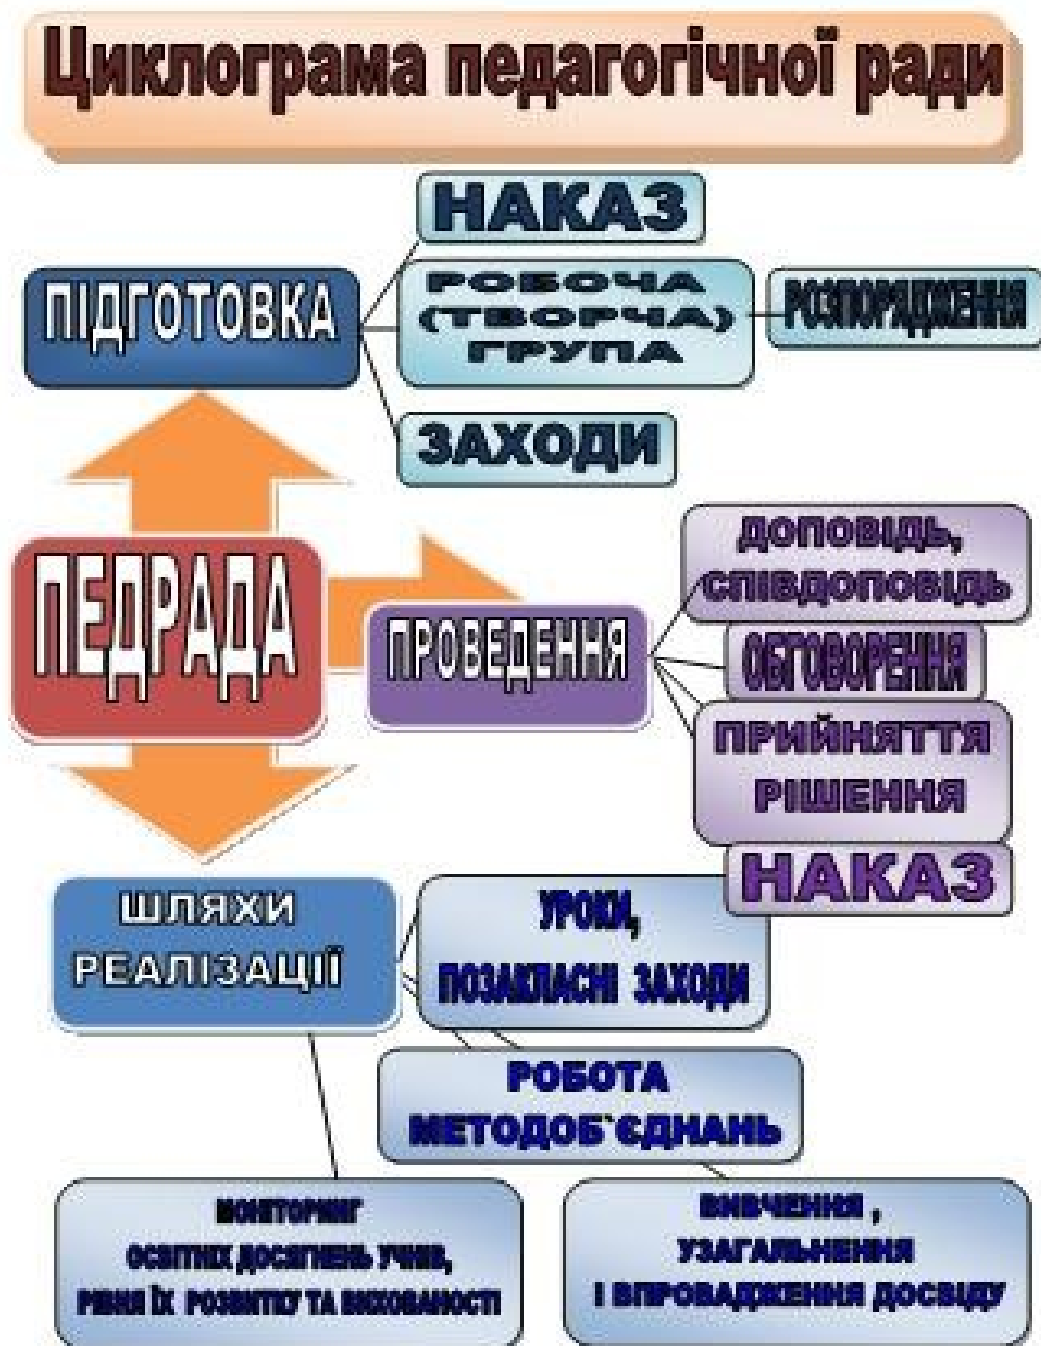 Циклограма педагогічної ради
НАКАЗ
ПІДГОТОВКА
РОБОЧА
(ТВОРЧА)
ГРУПА
РОЗПОРЯДЖЕННЯ
ЗАХОДИ
ПЕДРАДА
ПРОВЕДЕННЯ
ДОПОВІДЬ,
СПІВДОПОВІДЬ
ОБГОВОРЕННЯ
ПРИЙНЯТТЯ
РІШЕННЯ
НАКАЗ
ШЛЯХИ
РЕАЛІЗАЦІЇ
УРОКИ,
ПОЗАКЛАСНІ ЗАХОДИ
РОБОТА
МЕТОДОБ`ЄДНАНЬ
МОНІТОРИНГ
ОСВІТНІХ ДОСЯГНЕНЬ УЧНІВ,
РІВНЯ ЇХ РОЗВИТКУ ТА ВИХОВАНОСТІ
ВИВЧЕННЯ ,
УЗАГАЛЬНЕННЯ
І ВПРОВАДЖЕННЯ ДОСВІДУ